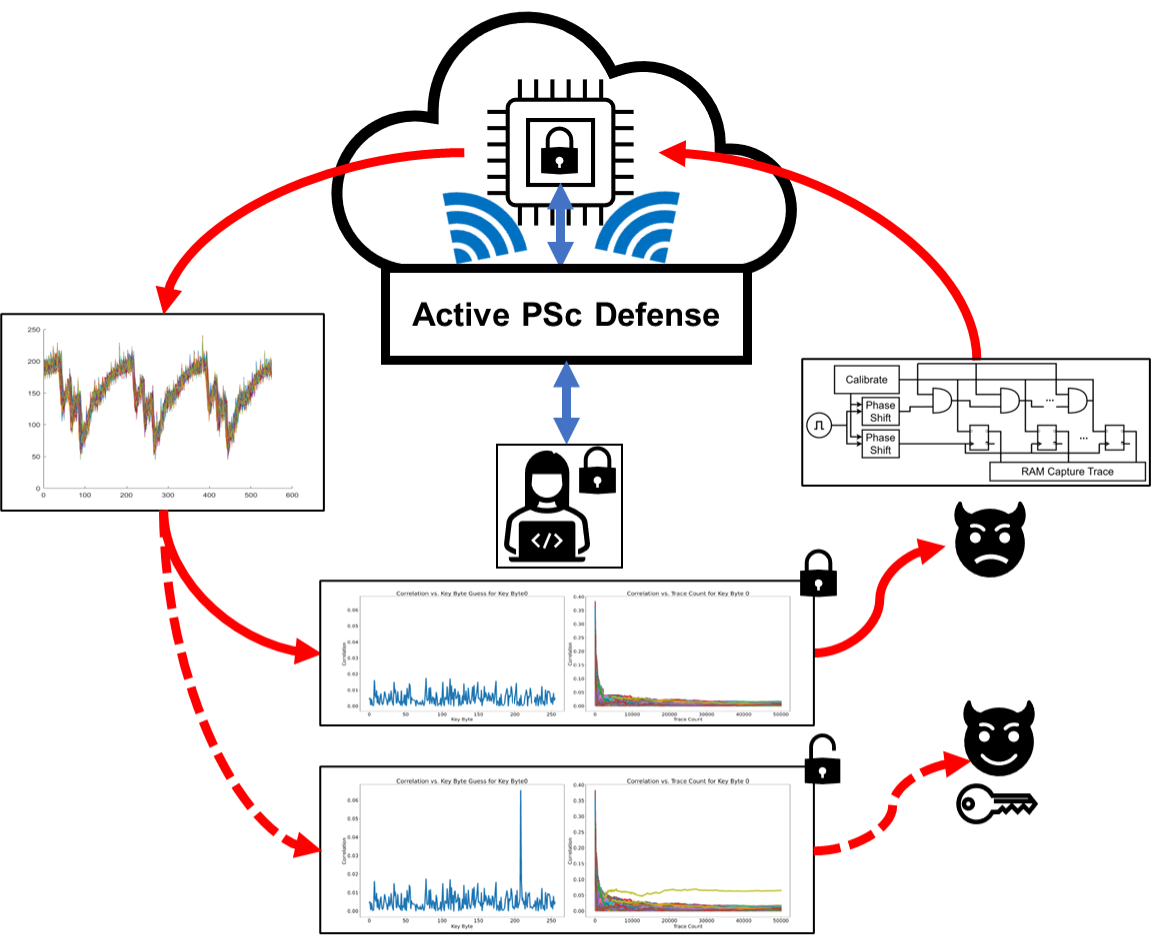 Active PSc Defense
250
200
150
100
50
0
0 100 200 300 400 500 600
Calibrate
Phase
Shift
Phase
Shift
...
...
RAM Capture Trace
</>
Correlation vs. Key Byte Guess for Key Byte0
Correlation
0.06
0.05
0.04
0.03
0.02
0.01
0.00
0 50 100 150 200 250
Key Byte
Correlation vs. Trace Count for Key Byte 0
Correlation
0.40
0.35
0.30
0.25
0.20
0.15
0.10
0.05
0.00
0 10000 20000 30000 40000 50000
Trace Count
Correlation vs. Key Byte Guess for Key Byte0
Correlation
0.06
0.05
0.04
0.03
0.02
0.01
0.00
0 50 100 150 200 250
Key Byte
Correlation vs. Trace Count for Key Byte 0
Correlation
0.40
0.35
0.30
0.25
0.20
0.15
0.10
0.05
0.00
0 10000 20000 30000 40000 50000
Trace Count